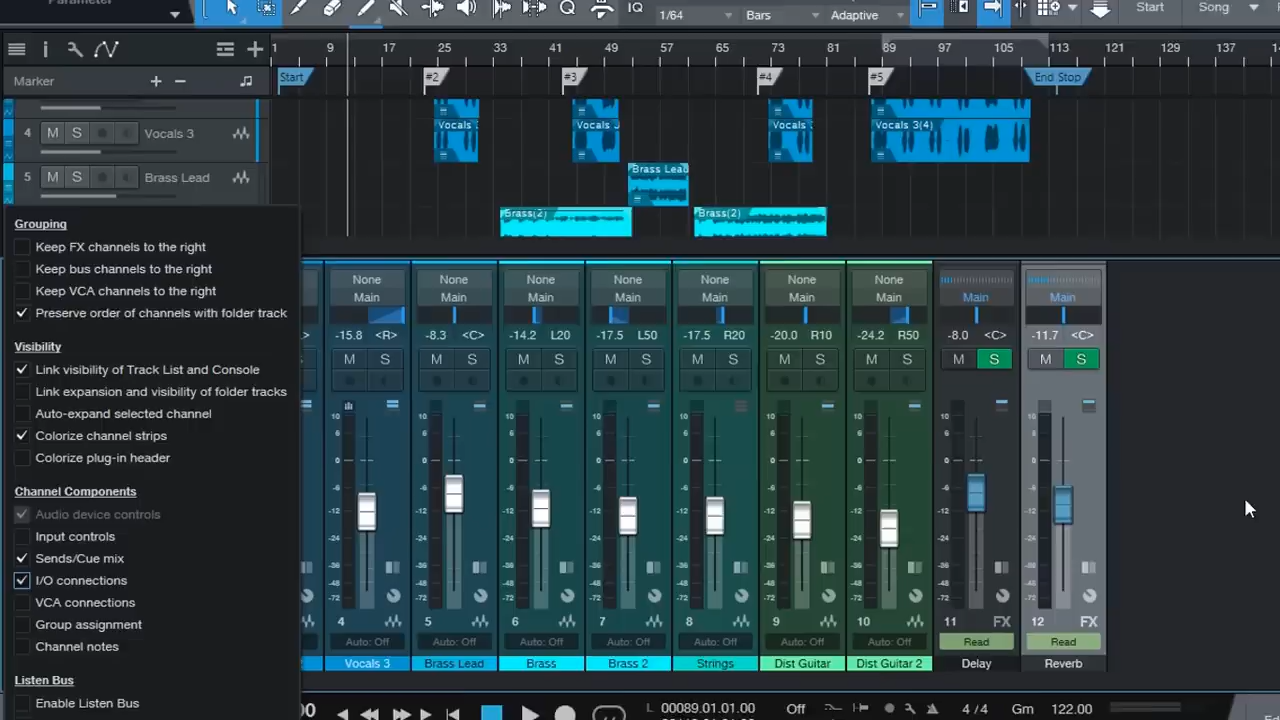 Parameter
IQ 1/64 Bars Adaptive Start Song
1 9 17 25 33 41 49 57 65 73 81 89 97 105 113 121 129 137
Marker Start #2 #3 #4 #5 End Stop
4 M S Vocals 3
Vocals 3(4)
5 M S Brass Lead
Brass Lead
Brass(2) Brass(2)
Grouping
Keep FX channels to the right
Keep bus channels to the right
Keep VCA channels to the right
Preserve order of channels with folder track
Visibility
Link visibility of Track List and Console
Link expansion and visibility of folder tracks
Auto-expand selected channel
Colorize channel strips
Colorize plug-in header
Channel Components
Audio device controls
Input controls
Sends/Cue mix
I/O connections
VCA connections
Group assignment
Channel notes
Listen Bus
Enable Listen Bus
None None None None None None None
Main Main Main Main Main Main Main Main Main
-15.8 <R> -8.3 <C> -14.2 L20 -17.5 L50 -17.5 R20 -20.0 R10 -24.2 R50 -8.0 <C> -11.7 <C>
M S M S M S M S M S M S M S M S M S
4 5 6 7 8 9 10 11 FX 12 FX
Auto: Off Auto: Off Auto: Off Auto: Off Auto: Off Auto: Off Auto: Off Read Read
Vocals 3 Brass Lead Brass Brass 2 Strings Dist Guitar Dist Guitar 2 Delay Reverb
L 00089.01.01.00 Off 4 / 4 Gm 122.00